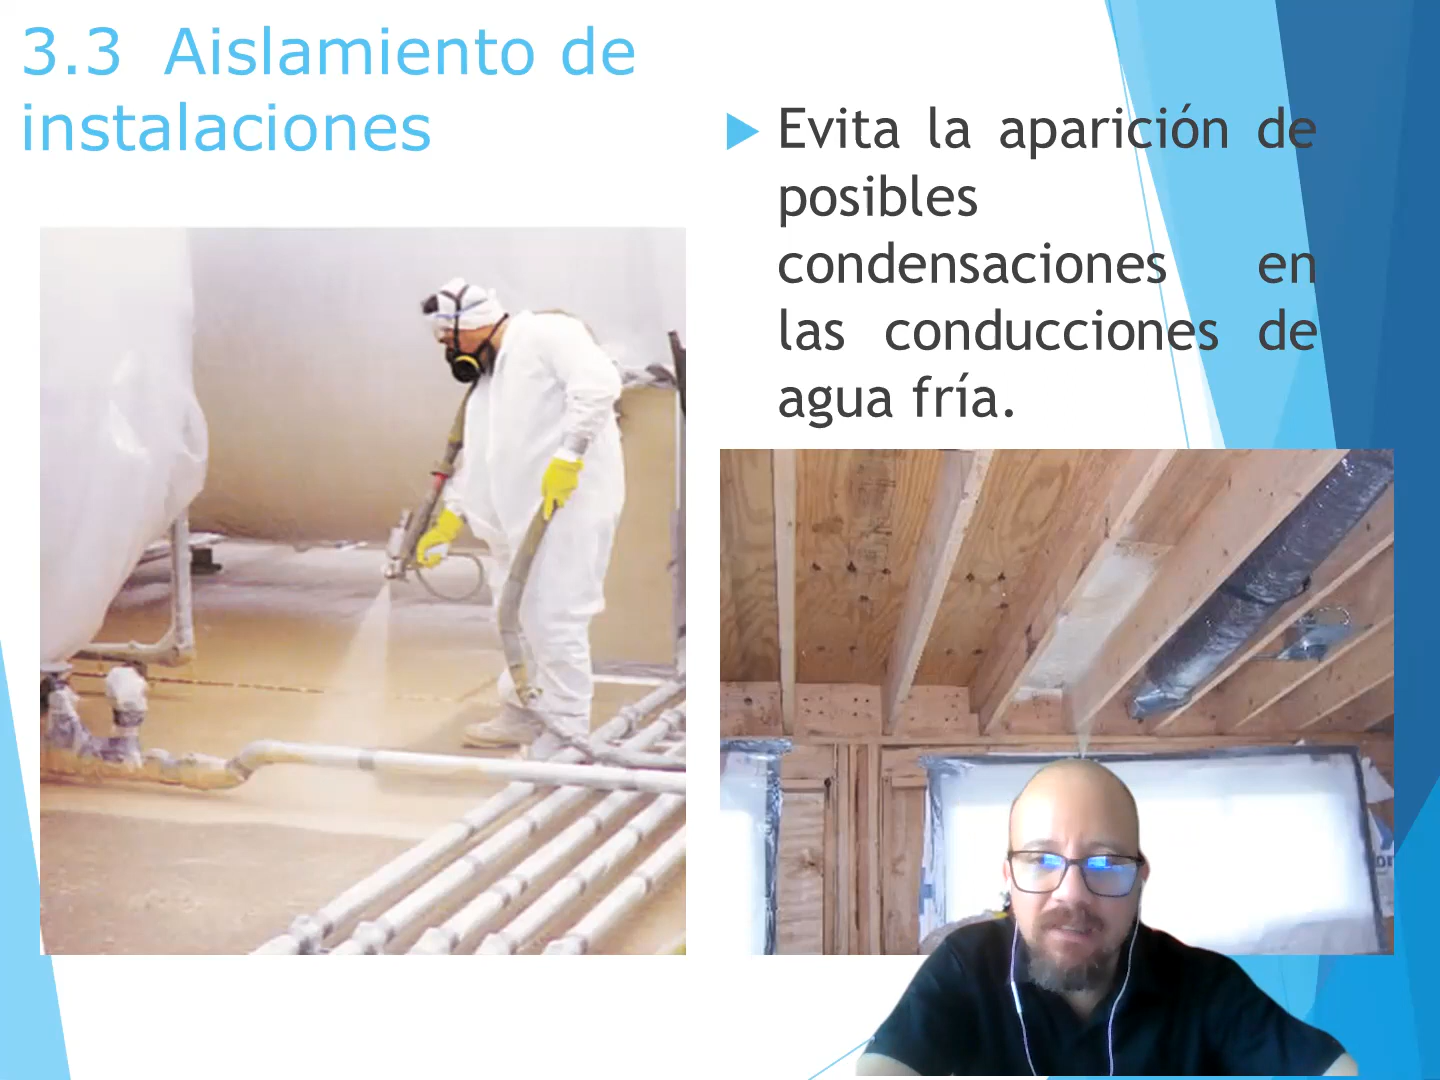 3.3 Aislamiento de
instalaciones
Evita la aparición de
posibles
condensaciones en
las conducciones de
agua fría.